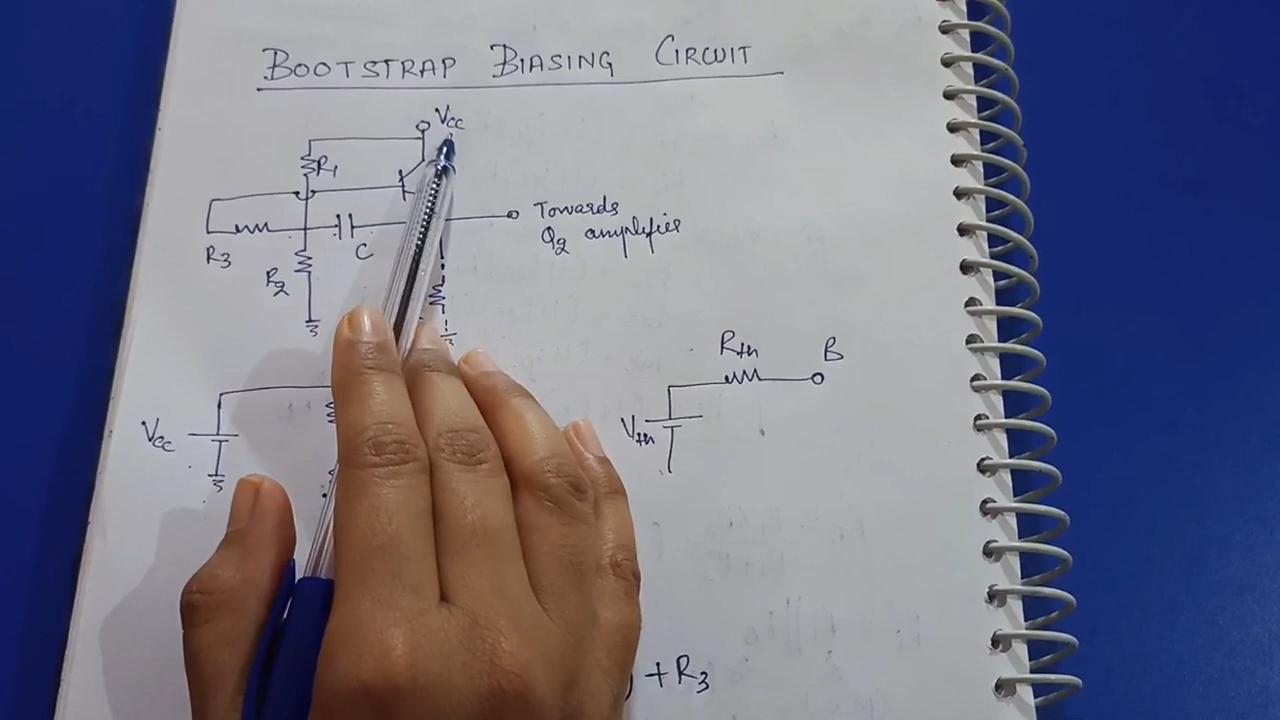 BOOTSTRAP BIASING CIRCUIT
Vcc
R1
Towards
Q2 amplifier
C
R3
R2
Rth
B
Vth
Vcc
) + R3